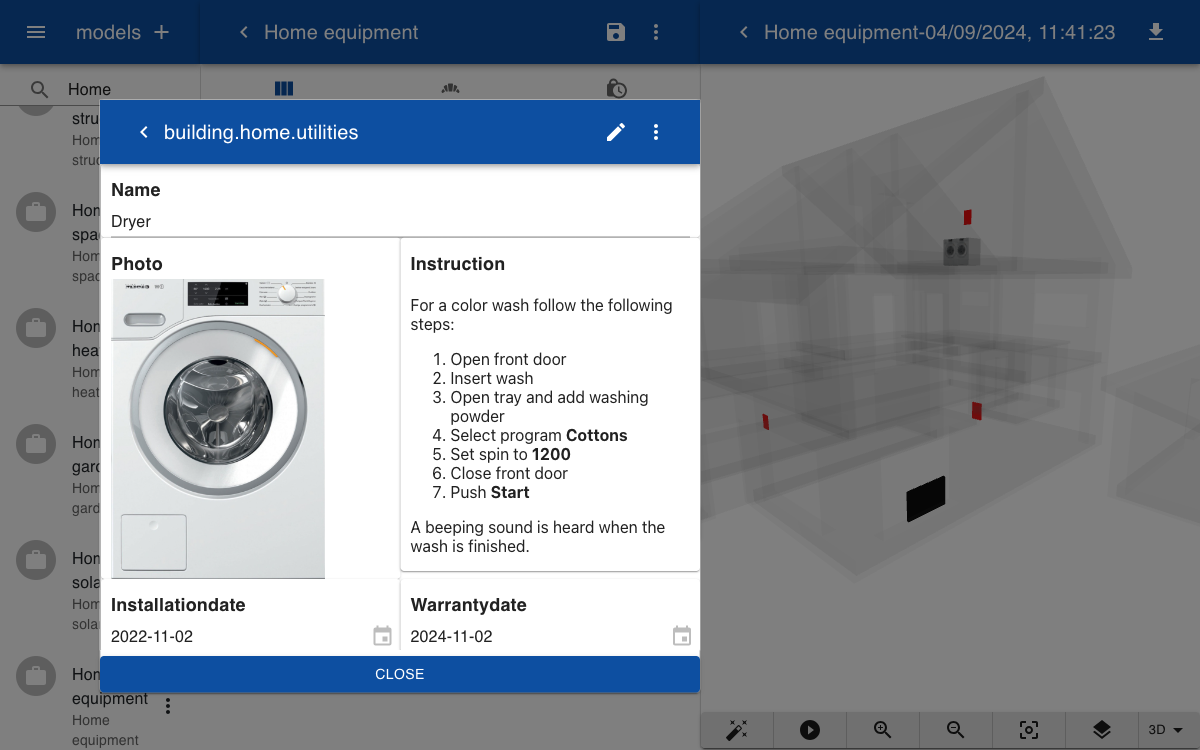 models
Home equipment
Home equipment-04/09/2024, 11:41:23
Home
building.home.utilities
Name
Dryer
Photo
Instruction
For a color wash follow the following
steps:
1. Open front door
2. Insert wash
3. Open tray and add washing
powder
4. Select program Cottons
5. Set spin to 1200
6. Close front door
7. Push Start
A beeping sound is heard when the
wash is finished.
Installationdate
2022-11-02
Warrantydate
2024-11-02
CLOSE
stru
Hom
struc
Hom
spa
Hom
spac
Hom
hea
Hom
heat
Hom
gard
Hom
gard
Hom
sola
Hom
sola
Hom
equipment
Home
equipment
3D